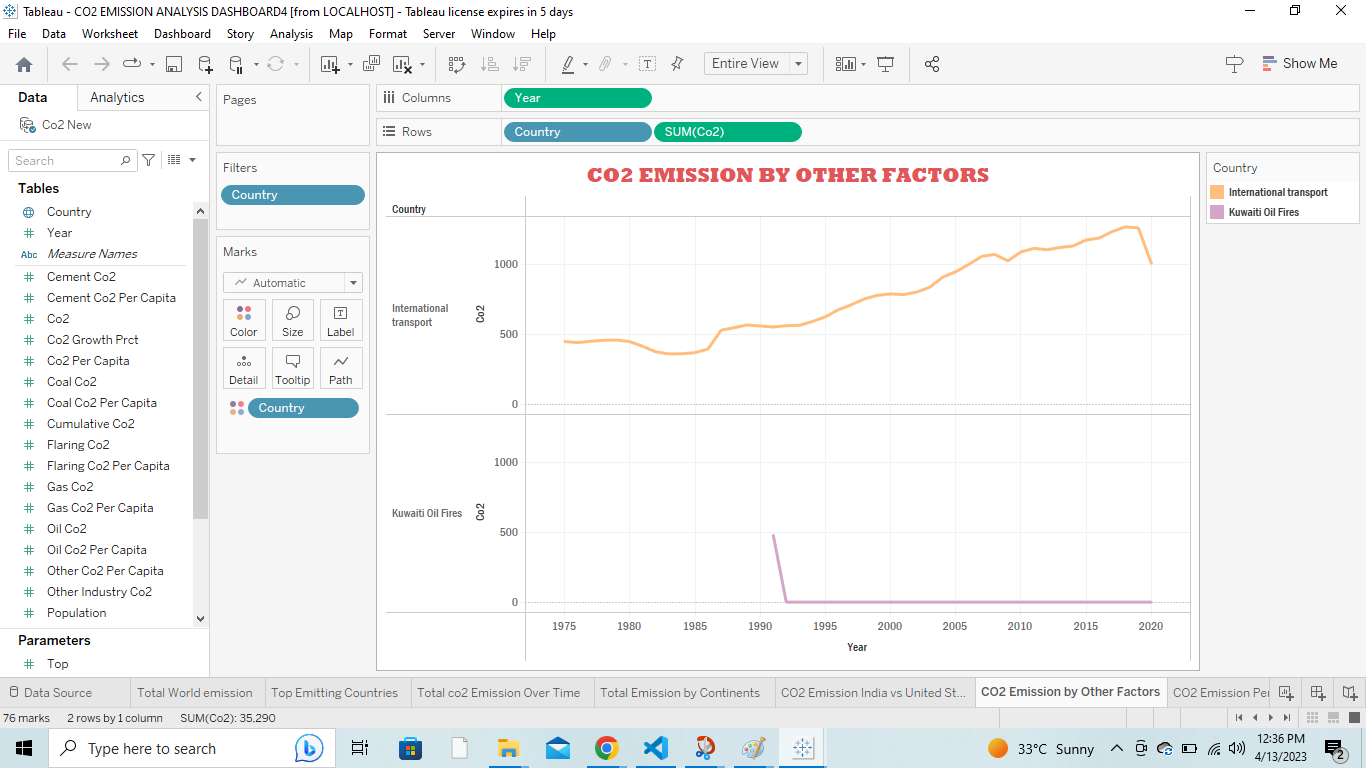 Tableau - CO2 EMISSION ANALYSIS DASHBOARD4 [from LOCALHOST] - Tableau license expires in 5 days
File Data Worksheet Dashboard Story Analysis Map Format Server Window Help
Entire View
Show Me
Data Analytics
Co2 New
Search
Tables
Country
Year
Abc Measure Names
Cement Co2
Cement Co2 Per Capita
Co2
Co2 Growth Prct
Co2 Per Capita
Coal Co2
Coal Co2 Per Capita
Cumulative Co2
Flaring Co2
Flaring Co2 Per Capita
Gas Co2
Gas Co2 Per Capita
Oil Co2
Oil Co2 Per Capita
Other Co2 Per Capita
Other Industry Co2
Population
Parameters
Top
Pages
Filters
Country
Marks
Automatic
Color Size Label
Detail Tooltip Path
Country
Columns Year
Rows Country SUM(Co2)
CO2 EMISSION BY OTHER FACTORS
Country
International
transport
Co2
1000
500
0
Kuwaiti Oil Fires
Co2
1000
500
0
1975 1980 1985 1990 1995 2000 2005 2010 2015 2020
Year
Country
International transport
Kuwaiti Oil Fires
Data Source Total World emission Top Emitting Countries Total co2 Emission Over Time Total Emission by Continents CO2 Emission India vs United St... CO2 Emission by Other Factors CO2 Emission Per
76 marks 2 rows by 1 column SUM(Co2): 35,290
Type here to search
33°C Sunny
12:36 PM
4/13/2023
2